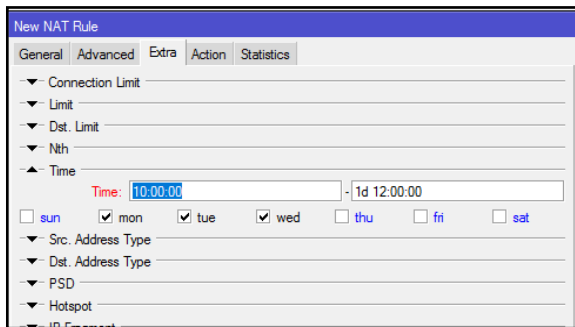 New NAT Rule
General Advanced Extra Action Statistics
Connection Limit
Limit
Dst. Limit
Nth
Time
Time: 10:00:00 - 1d 12:00:00
sun mon tue wed thu fri sat
Src. Address Type
Dst. Address Type
PSD
Hotspot
IP Fragment